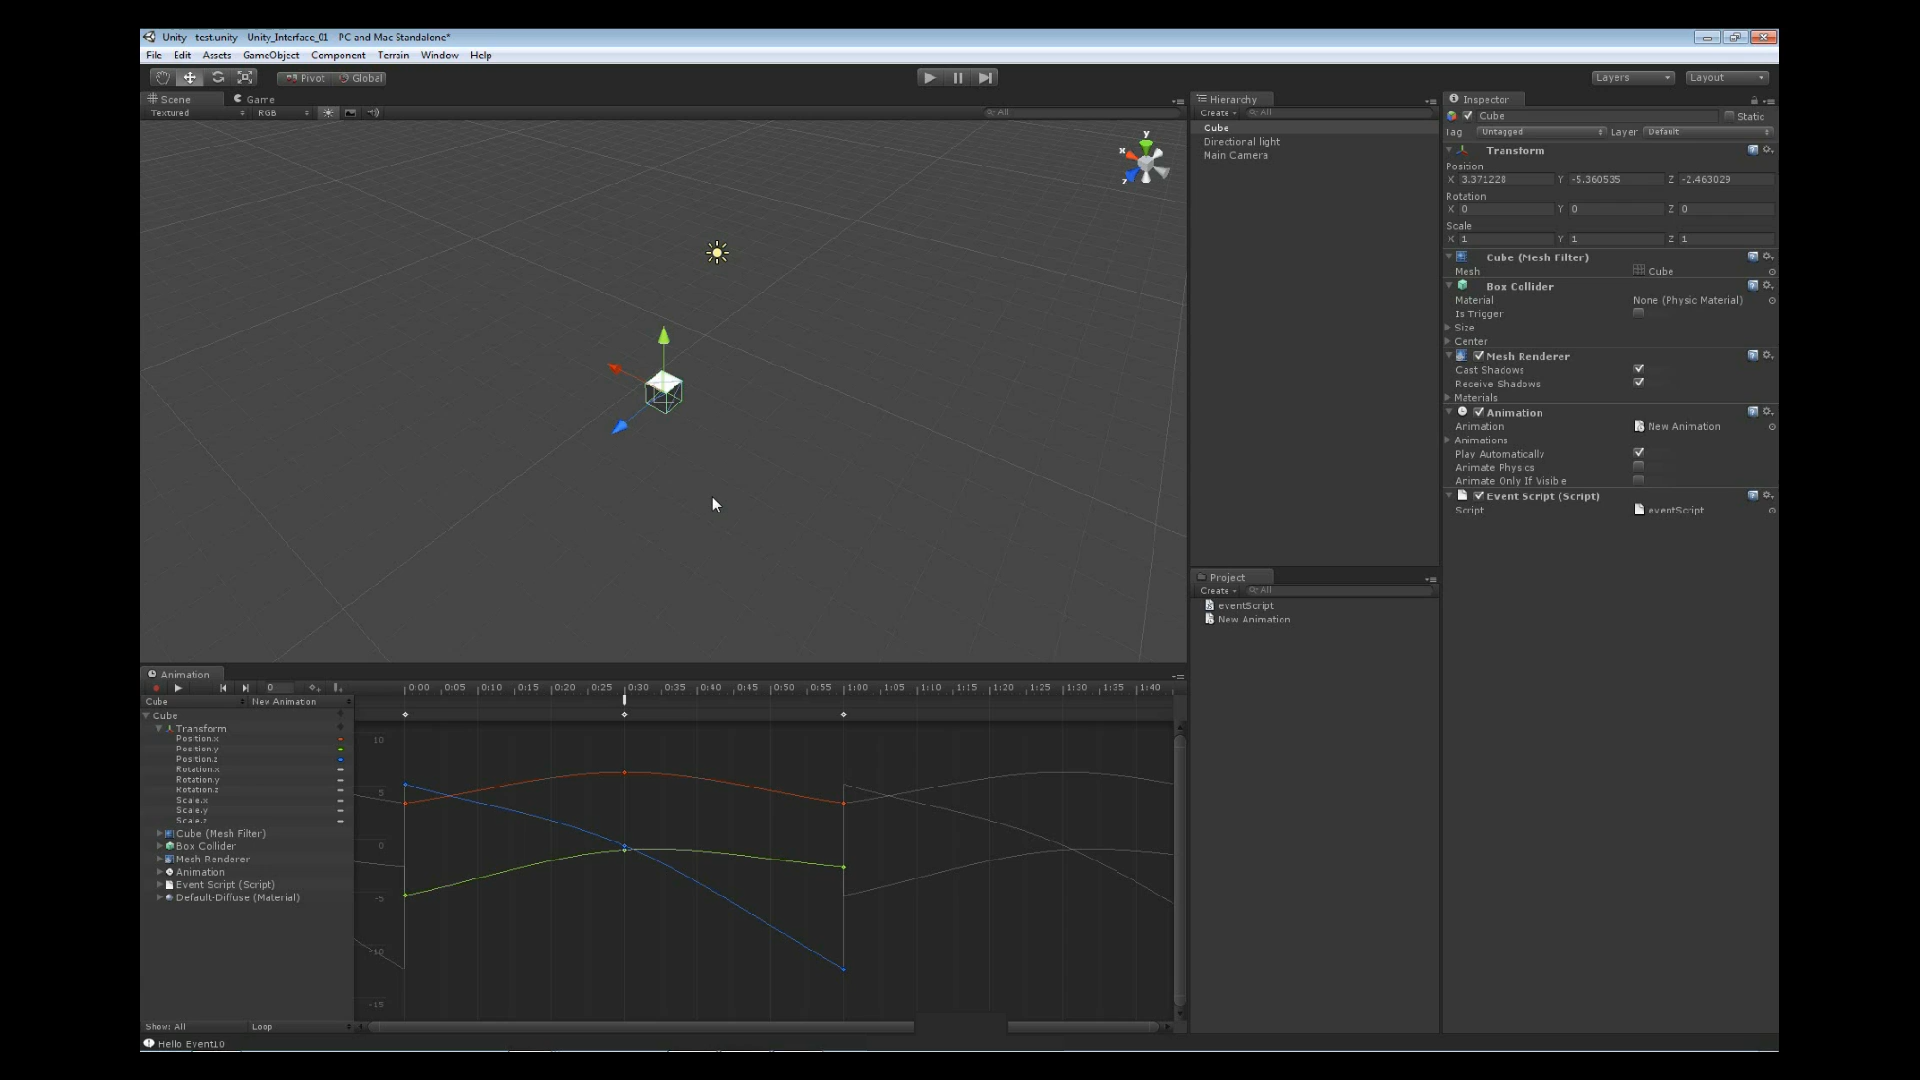 Unity test.unity Unity_Interface_01 PC and Mac Standalone*
File Edit Assets GameObject Component Terrain Window Help
Pivot Global
Layers Layout
Scene Game
Textured RGB All
Hierarchy
Create All
Cube
Directional light
Main Camera
Inspector
Cube Static
Tag Untagged Layer Default
Transform
Position
X 3.371228 Y -5.360535 Z -2.463029
Rotation
X 0 Y 0 Z 0
Scale
X 1 Y 1 Z 1
Cube (Mesh Filter)
Mesh Cube
Box Collider
Material None (Physic Material)
Is Trigger
Size
Center
Mesh Renderer
Cast Shadows
Receive Shadows
Materials
Animation
Animation New Animation
Animations
Play Automatically
Animate Physics
Animate Only If Visible
Event Script (Script)
Script eventScript
Project
Create All
eventScript
New Animation
Animation
0
0:00 0:05 0:10 0:15 0:20 0:25 0:30 0:35 0:40 0:45 0:50 0:55 1:00 1:05 1:10 1:15 1:20 1:25 1:30 1:35 1:40
Cube New Animation
Cube
Transform
Position.x
Position.y
Position.z
Rotation.x
Rotation.y
Rotation.z
Scale.x
Scale.y
Scale.z
Cube (Mesh Filter)
Box Collider
Mesh Renderer
Animation
Event Script (Script)
Default-Diffuse (Material)
10
5
0
-5
-10
-15
Show: All Loop
Hello Event10
x
y
z